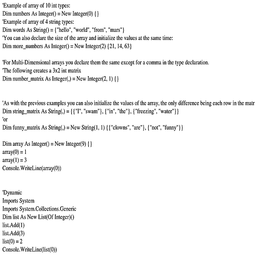 'Example of array of 10 int types:
Dim numbers As Integer() = New Integer(0) {}
'Example of array of 4 string types:
Dim words As String() = {"hello", "world", "from", "mars"}
'You can also declare the size of the array and initialize the values at the same time:
Dim more_numbers As Integer() = New Integer(2) {21, 14, 63}
'For Multi-Dimensional arrays you declare them the same except for a comma in the type declaration.
'The following creates a 3x2 int matrix
Dim number_matrix As Integer(,) = New Integer(2, 1) {}
'As with the previous examples you can also initialize the values of the array, the only difference being each row in the matr
Dim string_matrix As String(,) = {{"I", "swam"}, {"in", "the"}, {"freezing", "water"}}
'or
Dim funny_matrix As String(,) = New String(1, 1) {{"clowns", "are"}, {"not", "funny"}}
Dim array As Integer() = New Integer(9) {}
array(0) = 1
array(1) = 3
Console.WriteLine(array(0))
'Dynamic
Imports System
Imports System.Collections.Generic
Dim list As New List(Of Integer)()
list.Add(1)
list.Add(3)
list(0) = 2
Console.WriteLine(list(0))